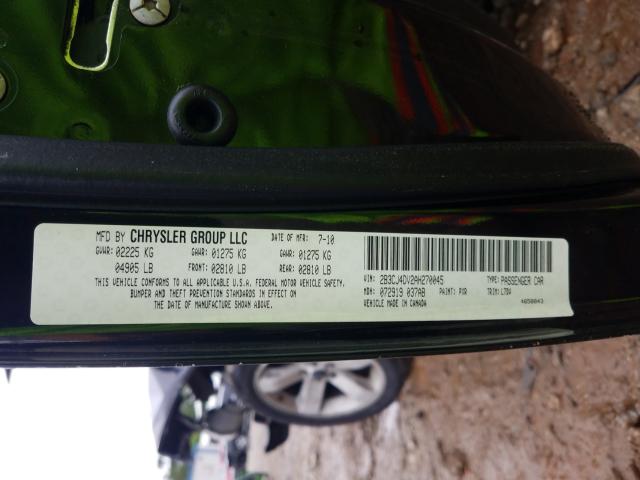 MFD BY CHRYSLER GROUP LLC DATE OF MFR: 7-10
GVWR: 02225 KG GAWR: 01275 KG GAWR: 01275 KG
04905 LB FRONT: 02810 LB REAR: 02810 LB
THIS VEHICLE CONFORMS TO ALL APPLICABLE U.S.A. FEDERAL MOTOR VEHICLE SAFETY,
BUMPER AND THEFT PREVENTION STANDARDS IN EFFECT ON
THE DATE OF MANUFACTURE SHOWN ABOVE.
VIN: 2B3CJ4DV2AH270045 TYPE: PASSENGER CAR
MDH: 072919 037AB PAINT: PXR TRIM: L7DV
VEHICLE MADE IN CANADA 4650043